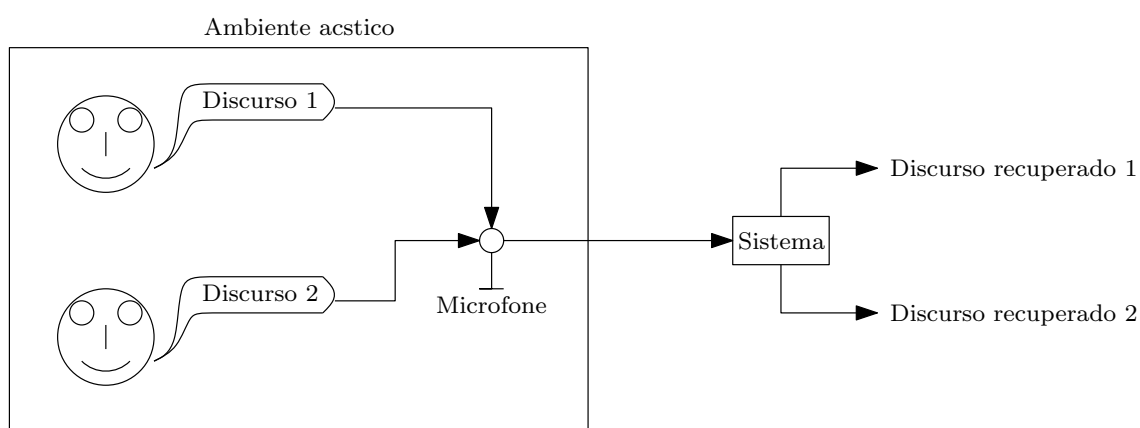 Ambiente acstico
Discurso 1
Discurso recuperado 1
Sistema
Discurso 2
Microfone
Discurso recuperado 2